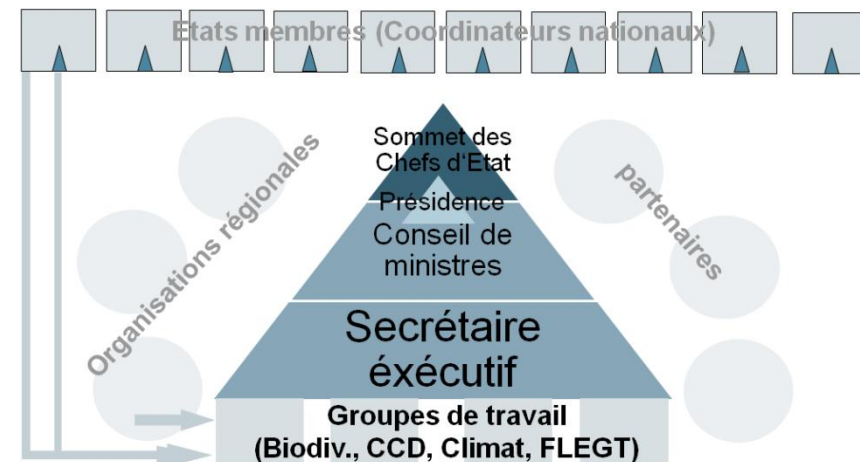 Etats membres (Coordinateurs nationaux)
Sommet des
Chefs d'Etat
Présidence
Conseil de
ministres
Secrétaire
éxécutif
Organisations régionales
partenaires
Groupes de travail
(Biodiv., CCD, Climat, FLEGT)